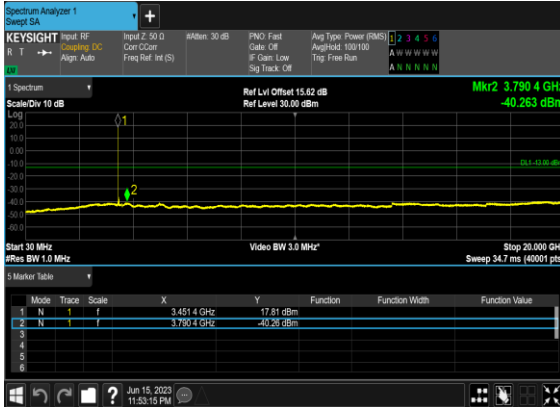 Spectrum Analyzer 1
Swept SA
+
KEYSIGHT
R T
Input: RF
Coupling: DC
Align: Auto
Input Z: 50 Ω
Corr CCorr
Freq Ref: Int (S)
#Atten: 30 dB
PNO: Fast
Gate: Off
IF Gain: Low
Sig Track: Off
Avg Type: Power (RMS)
Avg|Hold: 100/100
Trig: Free Run
1 2 3 4 5 6
A W W W W W
A N N N N N
1 Spectrum
Scale/Div 10 dB
Ref Lvl Offset 15.62 dB
Ref Level 30.00 dBm
Mkr2 3.790 4 GHz
-40.263 dBm
Log
20.0
10.0
0.00
-10.0
-20.0
-30.0
-40.0
-50.0
-60.0
1
2
DL1 -13.00 dBm
Start 30 MHz
#Res BW 1.0 MHz
Video BW 3.0 MHz*
Stop 20.000 GHz
Sweep 34.7 ms (40001 pts
5 Marker Table
Mode Trace Scale X Y Function Function Width Function Value
1 N 1 f 3.451 4 GHz 17.81 dBm
2 N 1 f 3.790 4 GHz -40.26 dBm
3
4
5
6
?
Jun 15, 2023
11:53:15 PM